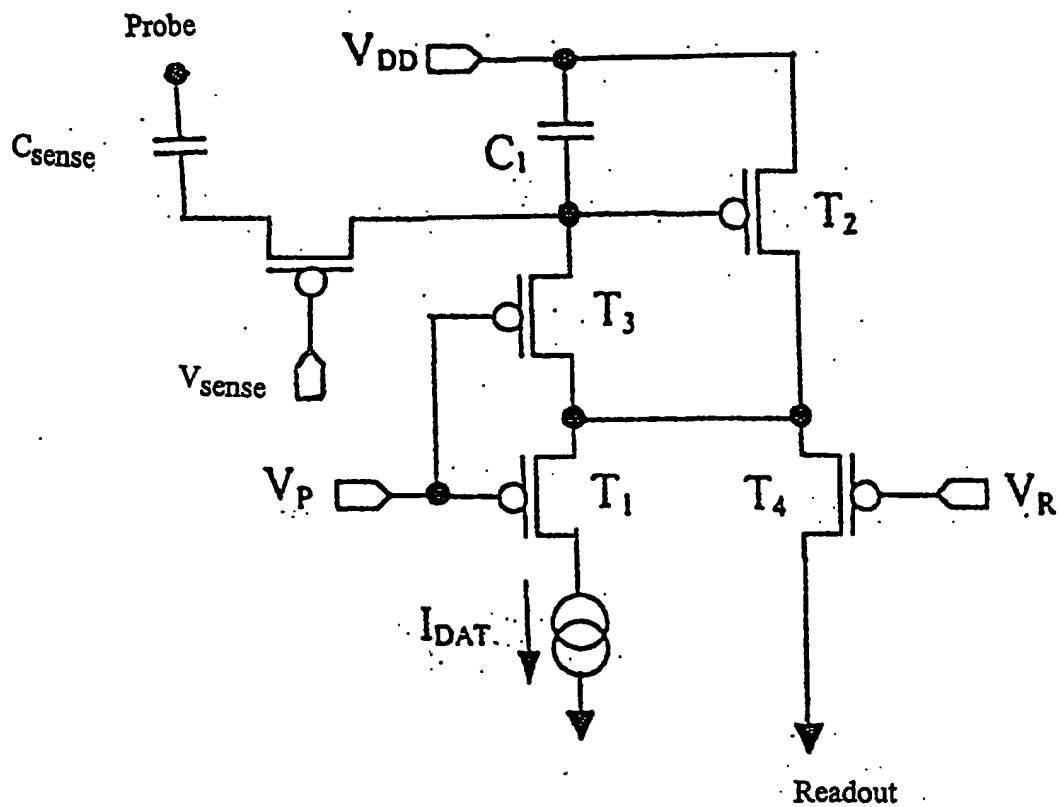 Probe
VDD
Csense
C1
T2
T3
Vsense
VP
T1
T4
VR
IDAT
Readout